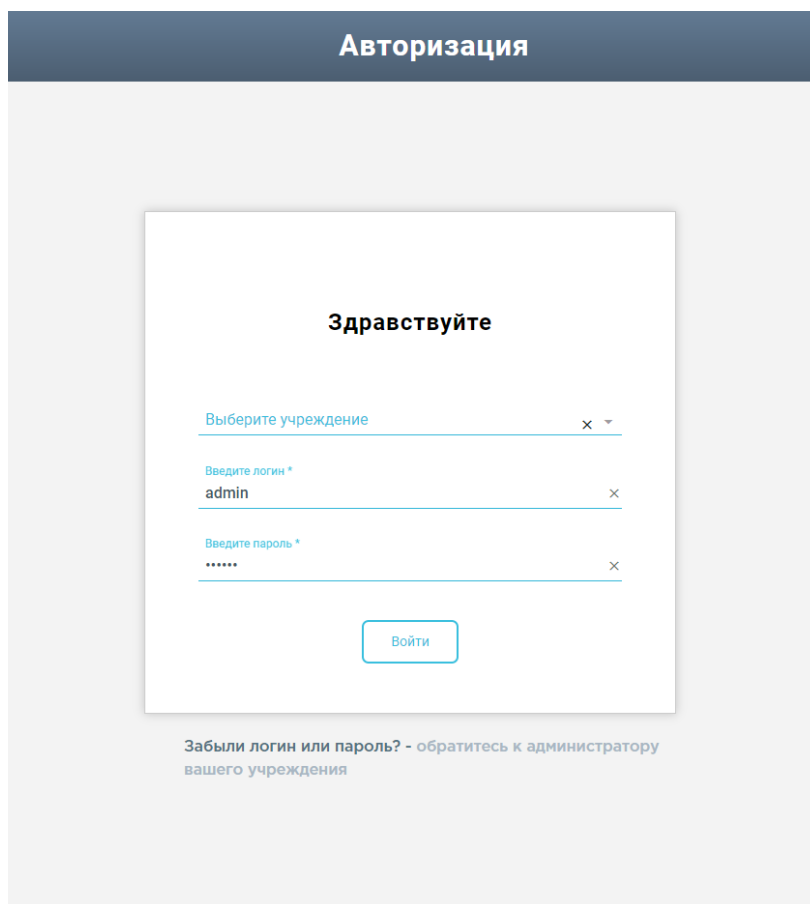 Авторизация
Здравствуйте
Выберите учреждение
Введите логин *
admin
Введите пароль *
••••••
Войти
Забыли логин или пароль? - обратитесь к администратору
вашего учреждения